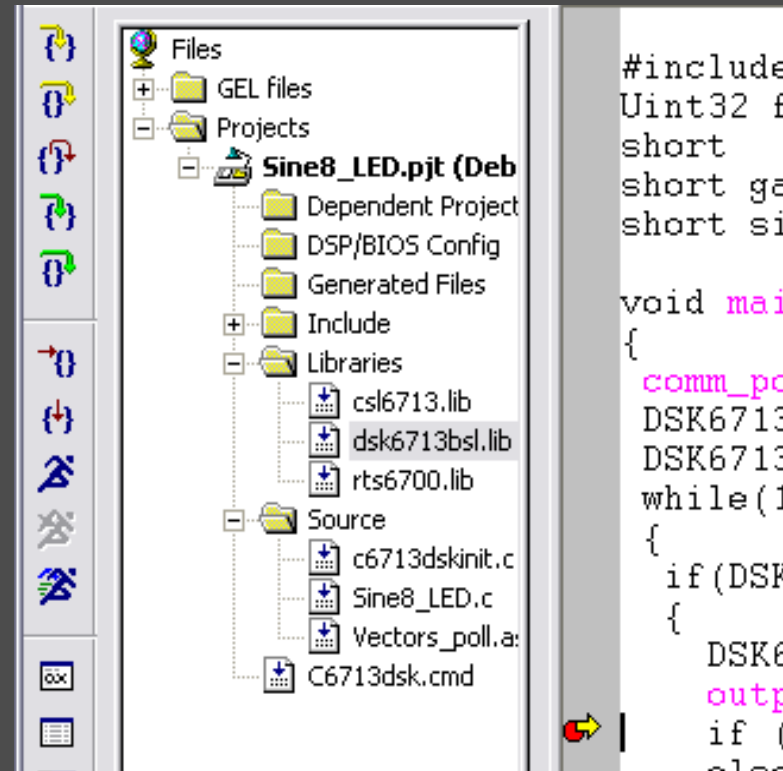 Files
GEL files
Projects
Sine8_LED.pjt (Deb
Dependent Project
DSP/BIOS Config
Generated Files
Include
Libraries
csl6713.lib
dsk6713bsl.lib
rts6700.lib
Source
c6713dskinit.c
Sine8_LED.c
Vectors_poll.a
C6713dsk.cmd
#include
Uint32 f
short
short ga
short si
void mai
{
comm_po
DSK6713
DSK6713
while(1
{
if(DSK
{
DSK6
outp
if (
else